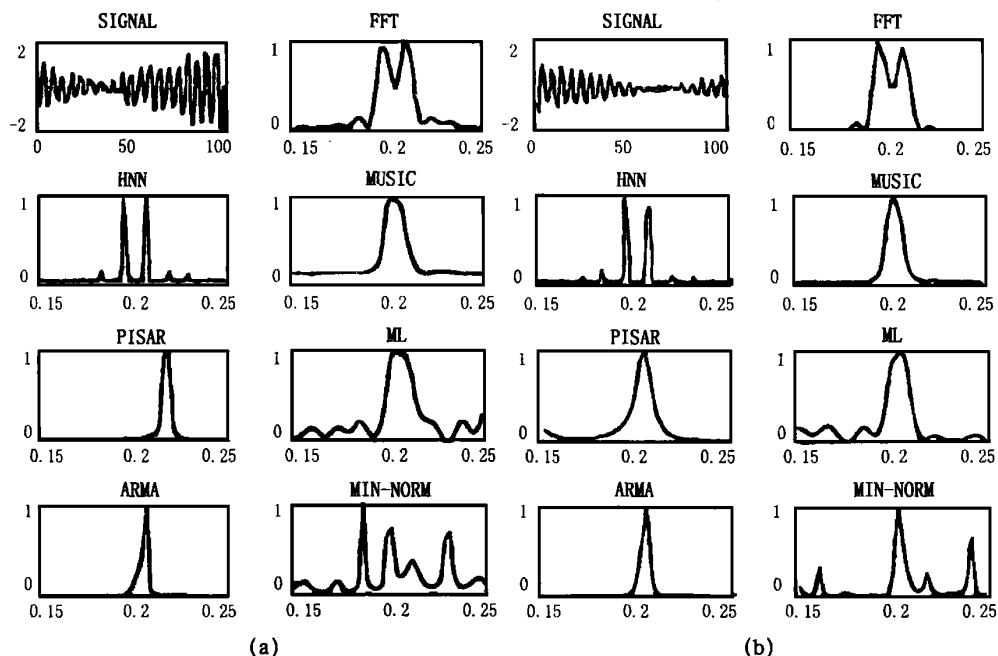 SIGNAL FFT SIGNAL FFT
2 1 2 1
-2 0 -2 0
0 50 100 0.15 0.2 0.25 0 50 100 0.15 0.2 0.25
HNN MUSIC HNN MUSIC
1 1 1 1
0 0 0 0
0.15 0.2 0.25 0.15 0.2 0.25 0.15 0.2 0.25 0.15 0.2 0.25
PISAR ML PISAR ML
1 1 1 1
0 0 0 0
0.15 0.2 0.25 0.15 0.2 0.25 0.15 0.2 0.25 0.15 0.2 0.25
ARMA MIN-NORM ARMA MIN-NORM
1 1 1 1
0 0 0 0
0.15 0.2 0.25 0.15 0.2 0.25 0.15 0.2 0.25 0.15 0.2 0.25
(a) (b)